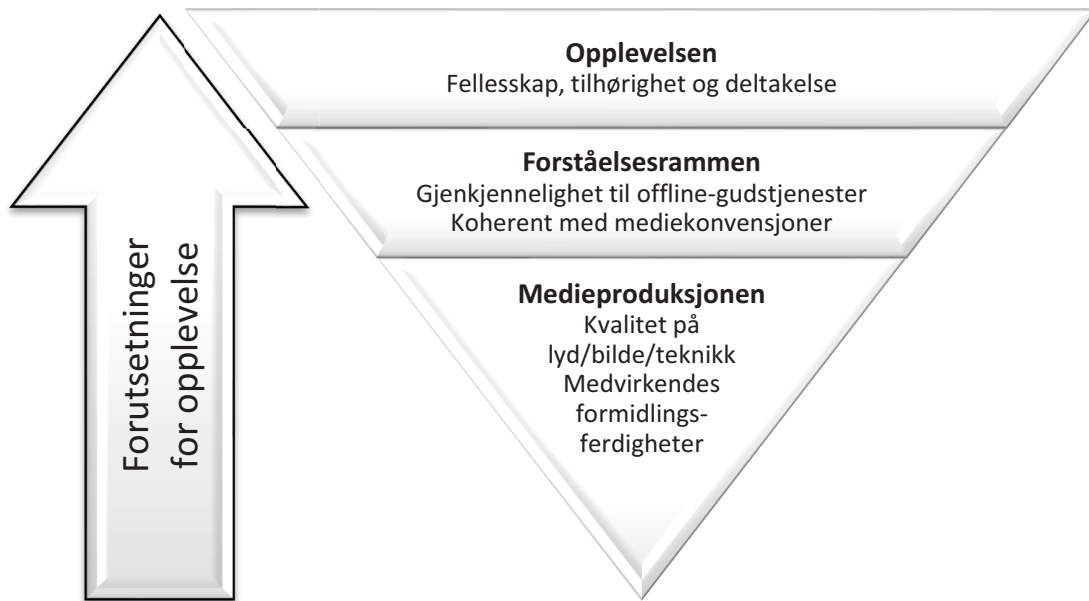 Opplevelsen
Fellesskap, tilhørighet og deltakelse
Forståelsesrammen
Gjenkjennelighet til offline-gudstjenester
Koherent med mediekonvensjoner
Medieproduksjonen
Kvalitet på
lyd/bilde/teknikk
Medvirkendes
formidlings-
ferdigheter
Forutsetninger
for opplevelse